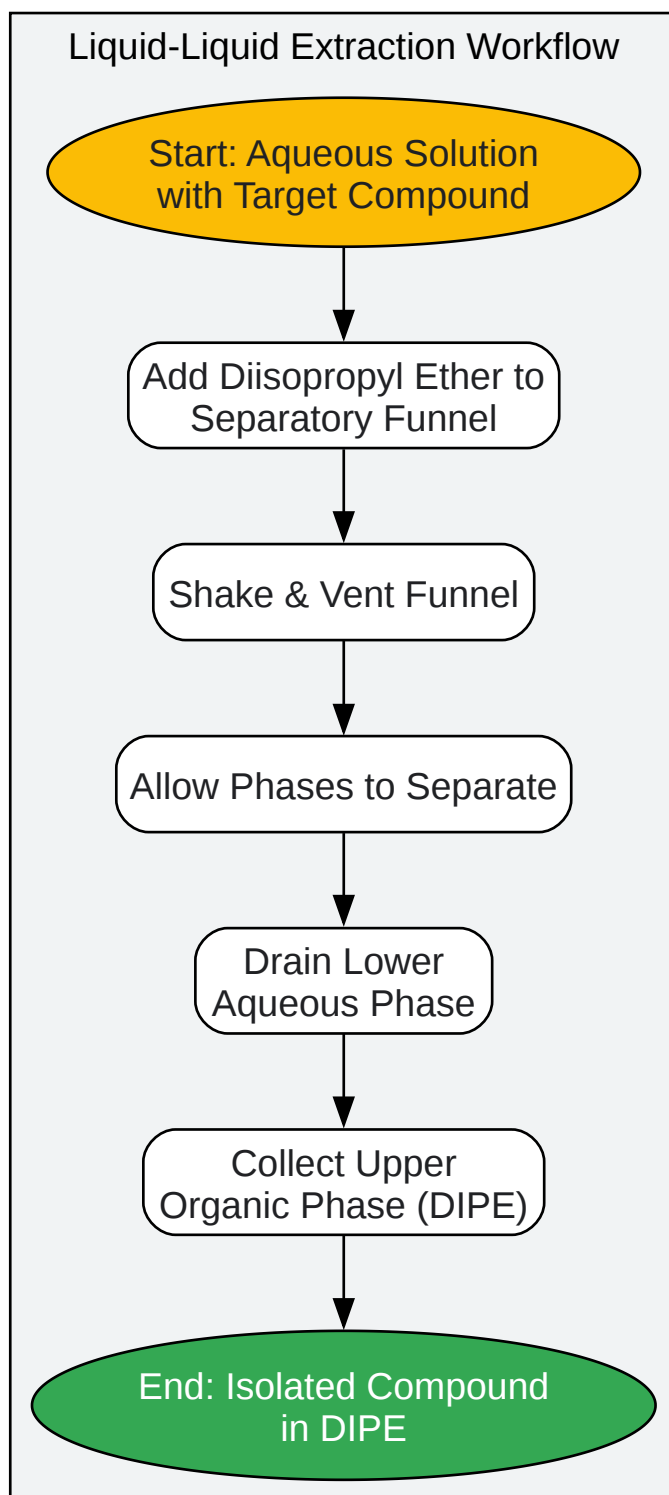 Liquid-Liquid Extraction Workflow
Start: Aqueous Solution
with Target Compound
Add Diisopropyl Ether to
Separatory Funnel
Shake & Vent Funnel
Allow Phases to Separate
Drain Lower
Aqueous Phase
Collect Upper
Organic Phase (DIPE)
End: Isolated Compound
in DIPE